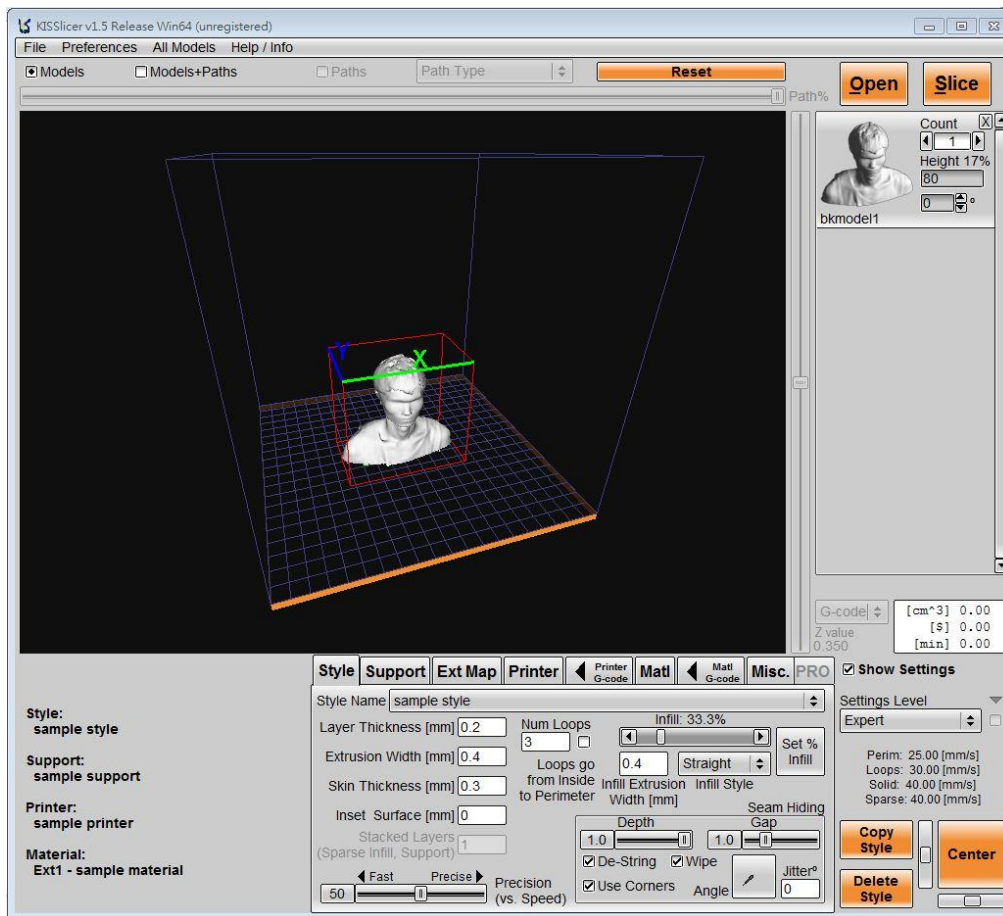 KISSlicer v1.5 Release Win64 (unregistered)
File Preferences All Models Help / Info
Models Models+Paths Paths Path Type Reset
Path%
Open Slice
Count X
1
Height 17%
80
0 º
bkmodel1
Y X
G-code
Z value
0.350
[cm^3] 0.00
[$] 0.00
[min] 0.00
Style Support Ext Map Printer Printer G-code Matl Matl G-code Misc. PRO
Show Settings
Style Name sample style
Layer Thickness [mm] 0.2
Extrusion Width [mm] 0.4
Skin Thickness [mm] 0.3
Inset Surface [mm] 0
Stacked Layers
(Sparse Infill, Support) 1
Fast Precise
50
Precision
(vs. Speed)
Num Loops
3
Loops go
from Inside
to Perimeter
Infill: 33.3%
Set %
Infill
0.4 Straight
Infill Extrusion
Width [mm]
Infill Style
Seam Hiding
Depth Gap
1.0 1.0
De-String Wipe
Use Corners
Angle
Jitterº
0
Settings Level
Expert
Perim: 25.00 [mm/s]
Loops: 30.00 [mm/s]
Solid: 40.00 [mm/s]
Sparse: 40.00 [mm/s]
Copy
Style
Delete
Style
Center
Style:
sample style
Support:
sample support
Printer:
sample printer
Material:
Ext1 - sample material